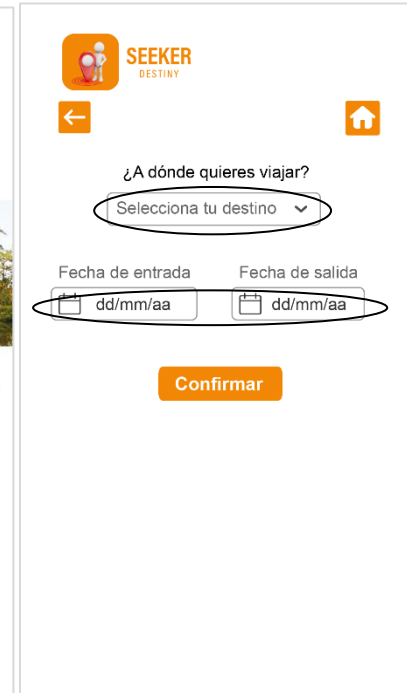 SEEKER
DESTINY
¿A dónde quieres viajar?
Selecciona tu destino
Fecha de entrada Fecha de salida
dd/mm/aa dd/mm/aa
Confirmar